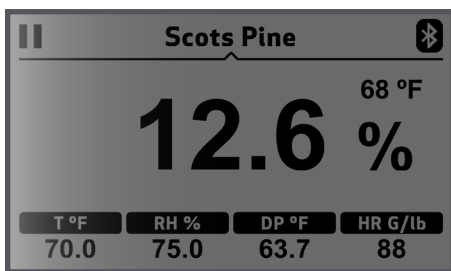 Scots Pine
68 ºF
12.6 %
T ºF RH % DP ºF HR G/lb
70.0 75.0 63.7 88